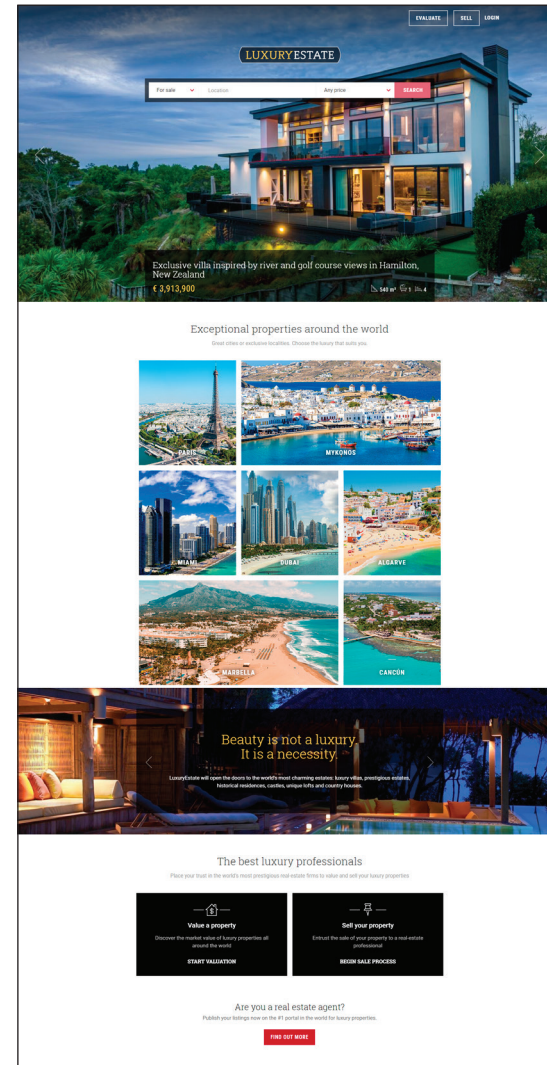 EVALUATE SELL LOGIN
LUXURYESTATE
For sale Location Any price SEARCH
Exclusive villa inspired by river and golf course views in Hamilton,
New Zealand
€ 3,913,900 540 m² 1 4
Exceptional properties around the world
Great cities or exclusive localities. Choose the luxury that suits you.
PARIS MYKONOS
MIAMI DUBAI ALGARVE
MARBELLA CANCÚN
Beauty is not a luxury.
It is a necessity.
LuxuryEstate will open the doors to the world's most charming estates: luxury villas, prestigious estates,
historical residences, castles, unique lofts and country houses.
The best luxury professionals
Place your trust in the world's most prestigious real estate firms to value and sell your luxury properties
Value a property
Discover the market value of luxury properties all
around the world
START VALUATION
Sell your property
Entrust the sale of your property to a real estate
professional
BEGIN SALE PROCESS
Are you a real estate agent?
Publish your listings now on the #1 portal in the world for luxury properties.
FIND OUT MORE